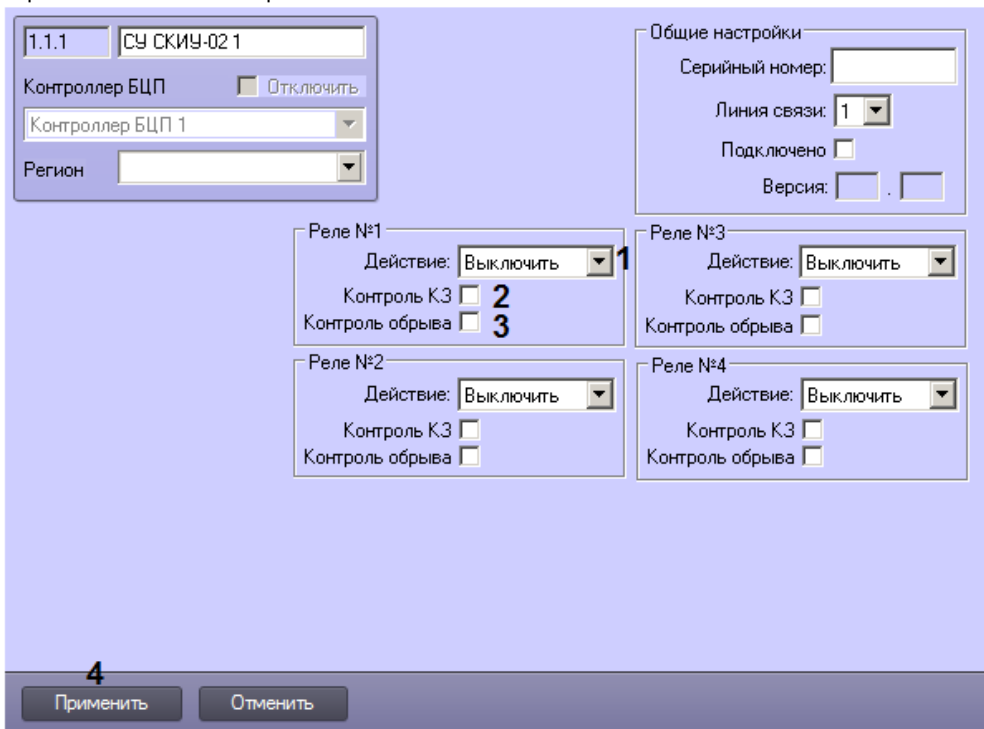 1.1.1 СУ СКИУ-02 1
Контроллер БЦП Отключить
Контроллер БЦП 1
Регион
Общие настройки
Серийный номер:
Линия связи: 1
Подключено
Версия: .
Реле №1
Действие: Выключить 1
Контроль КЗ 2
Контроль обрыва 3
Реле №3
Действие: Выключить
Контроль КЗ
Контроль обрыва
Реле №2
Действие: Выключить
Контроль КЗ
Контроль обрыва
Реле №4
Действие: Выключить
Контроль КЗ
Контроль обрыва
4
Применить Отменить